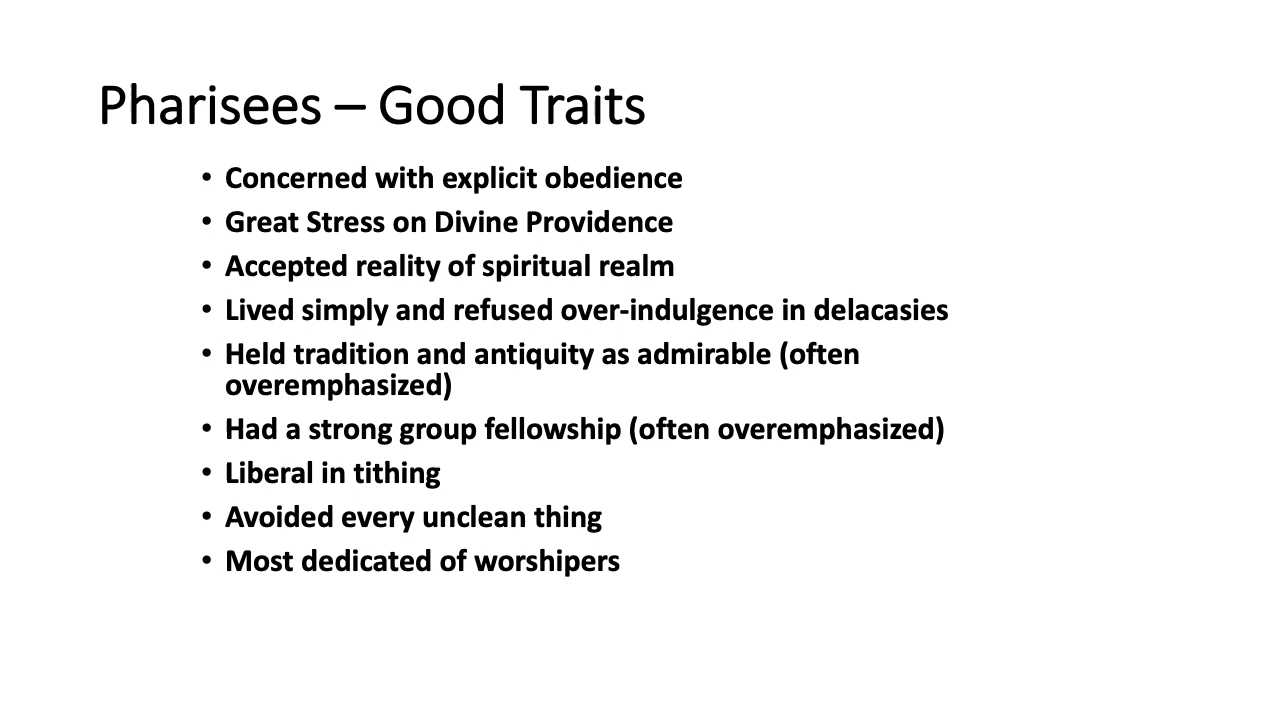 Pharisees – Good Traits
• Concerned with explicit obedience
• Great Stress on Divine Providence
• Accepted reality of spiritual realm
• Lived simply and refused over-indulgence in delacasies
• Held tradition and antiquity as admirable (often
overemphasized)
• Had a strong group fellowship (often overemphasized)
• Liberal in tithing
• Avoided every unclean thing
• Most dedicated of worshipers